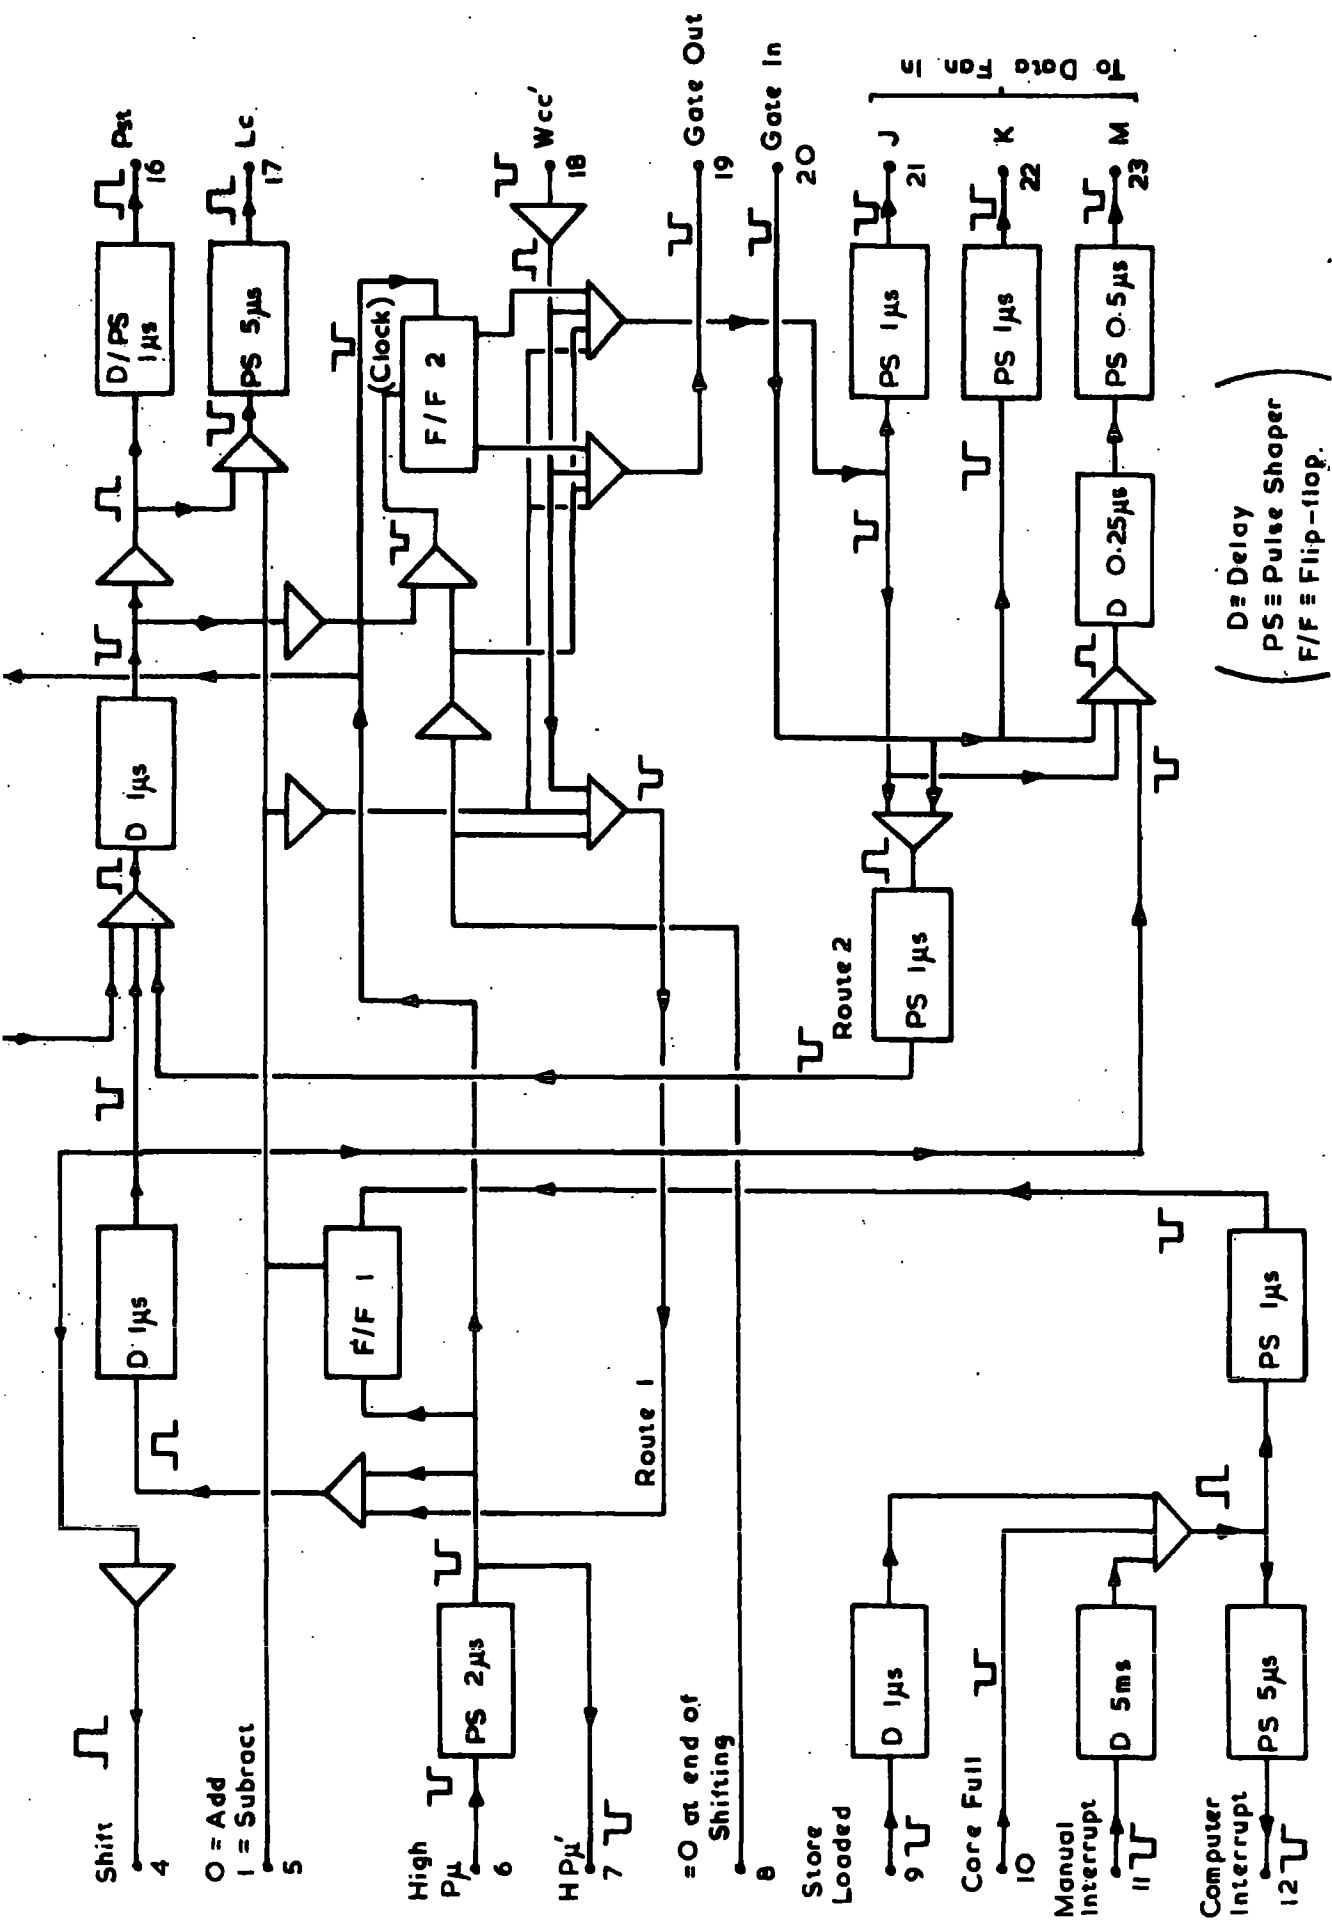 Shift
4
0 = Add
1 = Subract
5
High
Pμ
6
HPμ'
7
=0 at end of
Shifting
8
Store
Loaded
9
Core Full
10
Manual
Interrupt
11
Computer
Interrupt
12
D 1μs
F/F 1
PS 2μs
Route 1
D 1μs
D 5ms
PS 5μs
PS 1μs
D 1μs
Route 2
PS 1μs
D/PS
1μs
PS 5μs
(Clock)
F/F 2
PS 1μs
PS 1μs
D 0.25μs
PS 0.5μs
Pst
16
Lc
17
Wcc'
18
Gate Out
19
Gate In
20
J
21
K
22
M
23
To Data
Tan In
D≡Delay
PS≡Pulse Shaper
F/F≡Flip-flop.